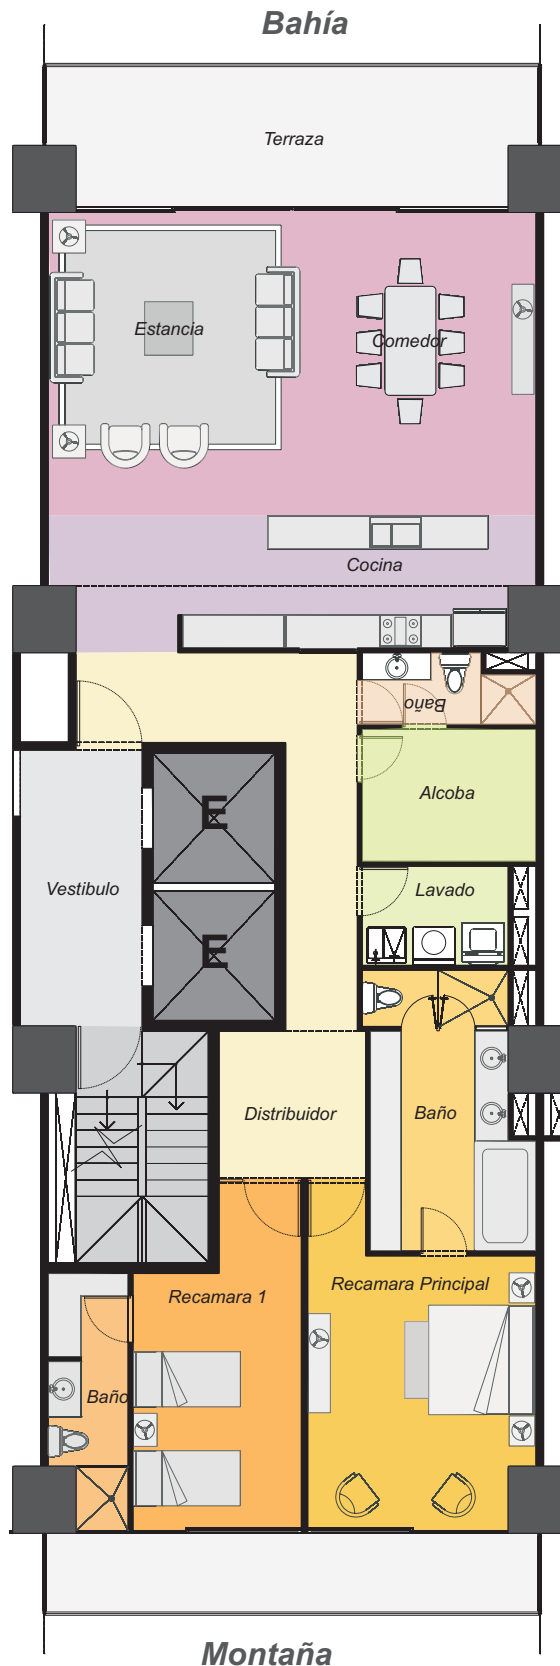 Bahía
Terraza
Estancia
Comedor
Cocina
Baño
Alcoba
E
Vestibulo
Lavado
E
Distribuidor
Baño
Recamara Principal
Recamara 1
Baño
Montaña